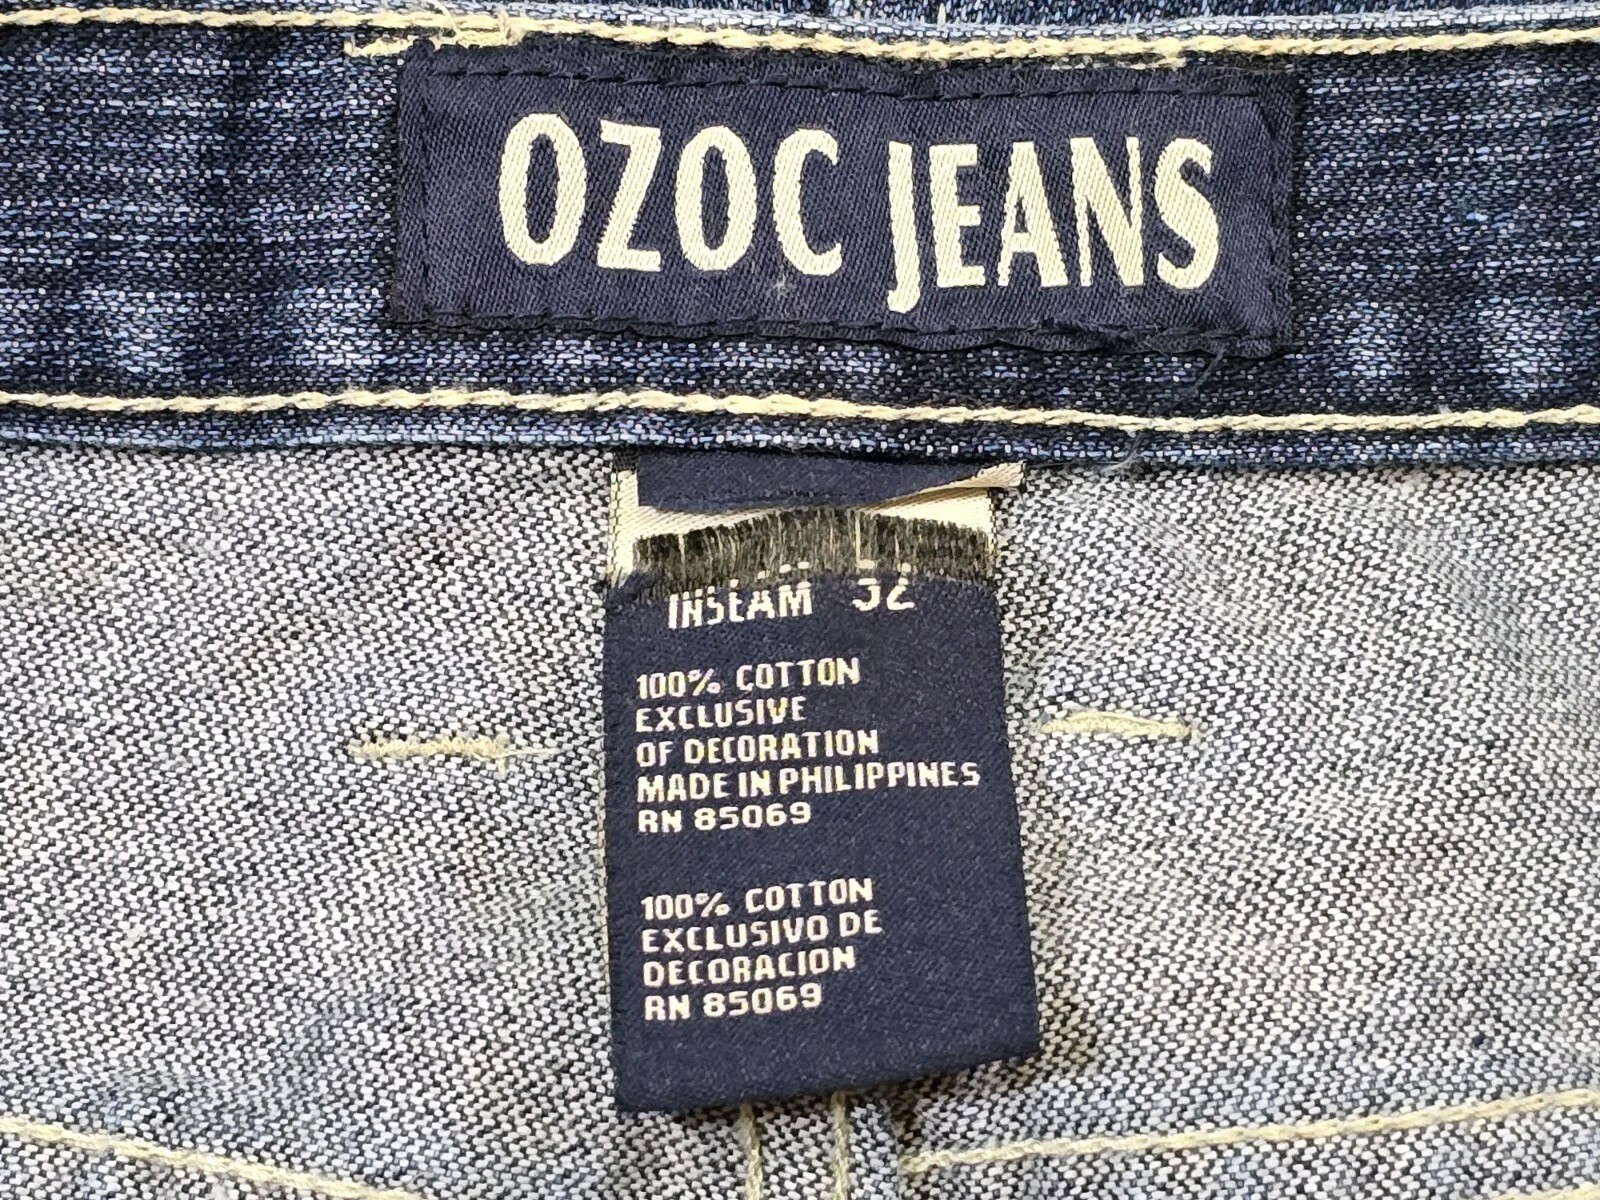 OZOC JEANS
INSEAM 32
100% COTTON
EXCLUSIVE
OF DECORATION
MADE IN PHILIPPINES
RN 85069
100% COTTON
EXCLUSIVO DE
DECORACION
RN 85069